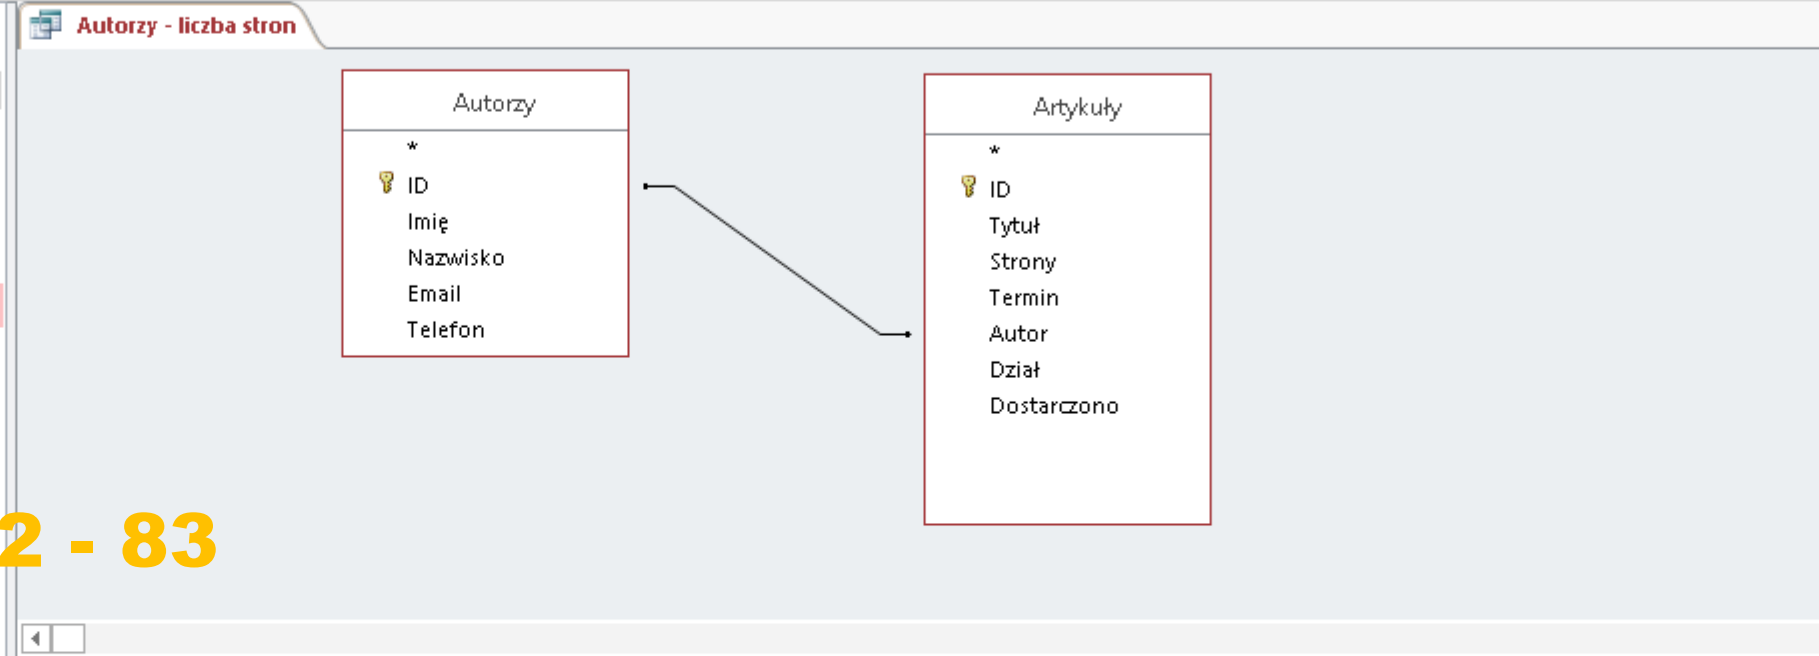 Autorzy - liczba stron
Autorzy
*
ID
Imię
Nazwisko
Email
Telefon
Artykuły
*
ID
Tytuł
Strony
Termin
Autor
Dział
Dostarczono
2 - 83